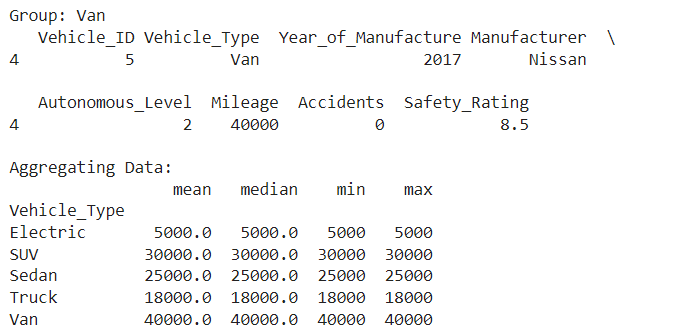 Group: Van
   Vehicle_ID Vehicle_Type  Year_of_Manufacture Manufacturer  \
4           5          Van                 2017       Nissan

   Autonomous_Level  Mileage  Accidents  Safety_Rating
4                 2    40000          0            8.5

Aggregating Data:
                 mean   median    min    max
Vehicle_Type
Electric       5000.0   5000.0   5000   5000
SUV           30000.0  30000.0  30000  30000
Sedan         25000.0  25000.0  25000  25000
Truck         18000.0  18000.0  18000  18000
Van           40000.0  40000.0  40000  40000